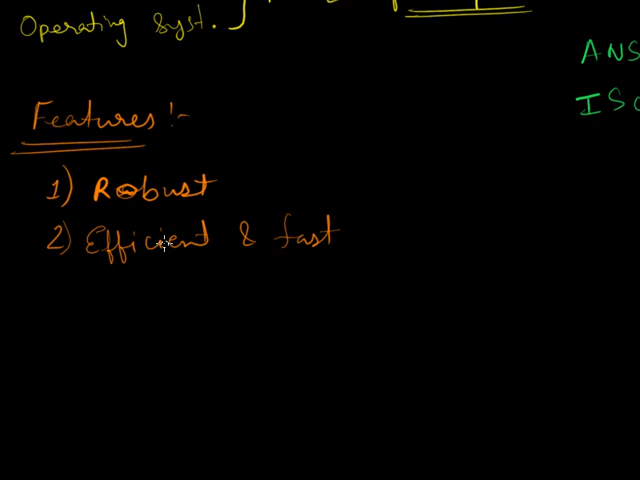 Operating Syst.
ANS
ISO
Features :-
1) Robust
2) Efficient & fast